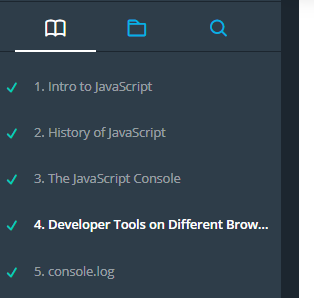 1. Intro to JavaScript
2. History of JavaScript
3. The JavaScript Console
4. Developer Tools on Different Brow...
5. console.log